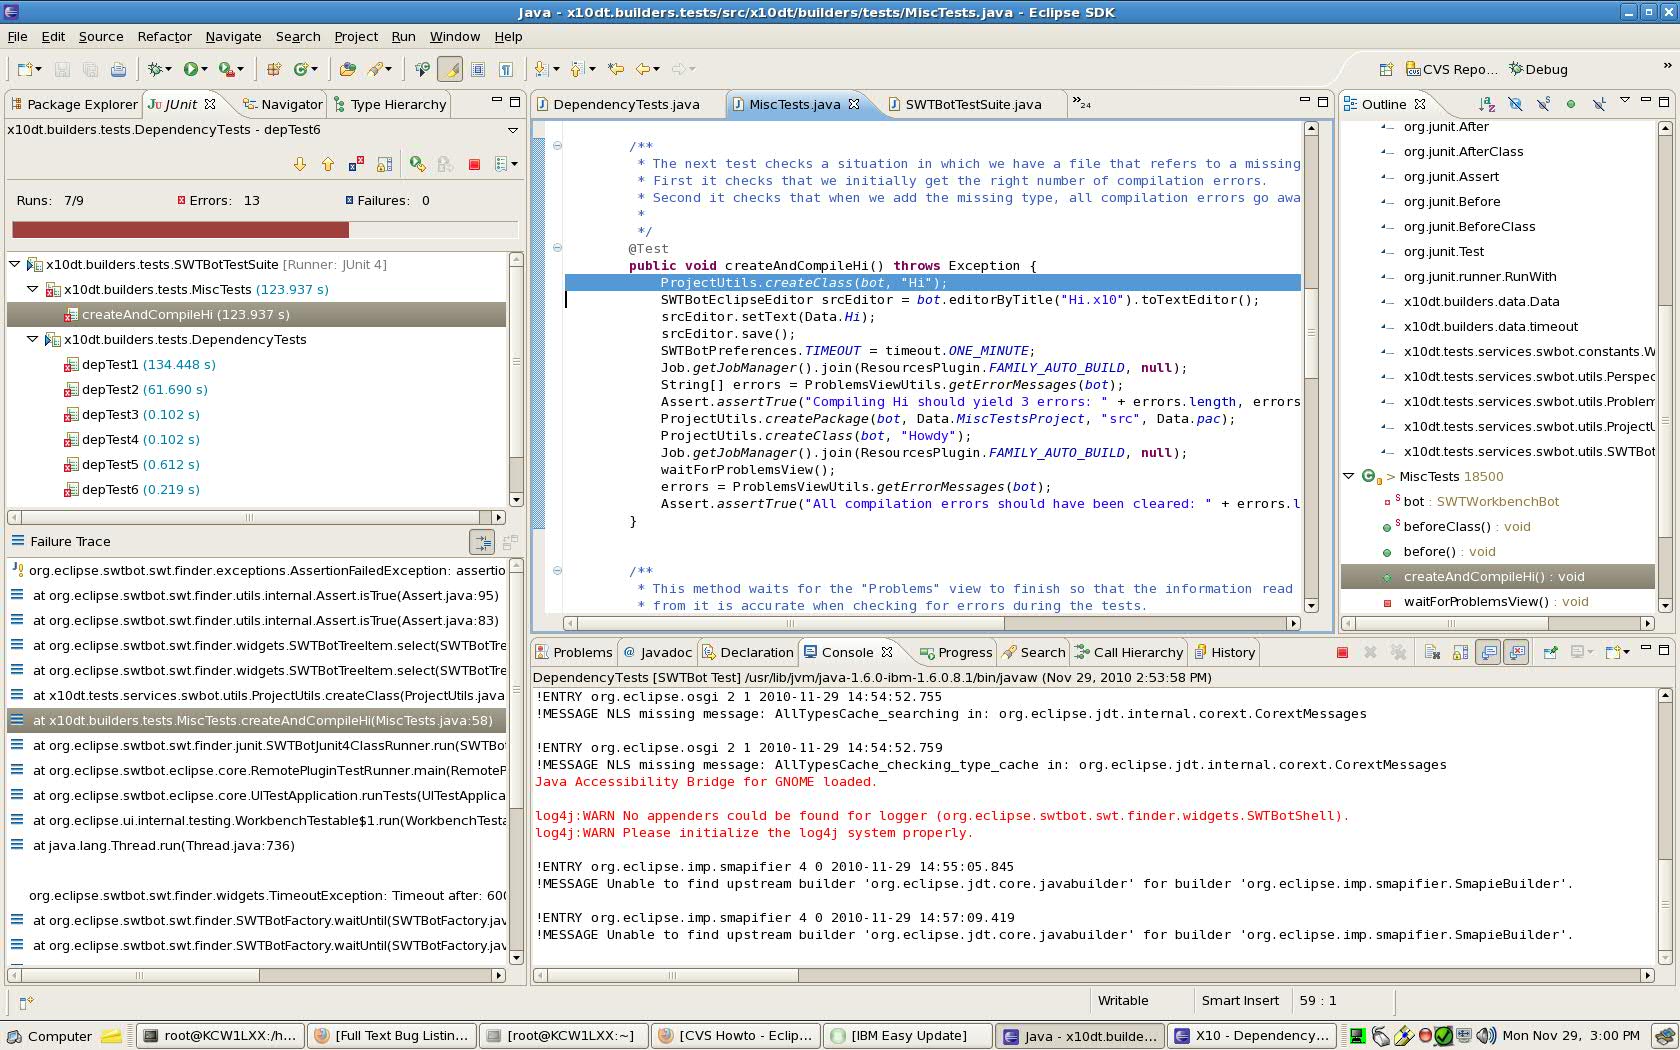 Java - x10dt.builders.tests/src/x10dt/builders/tests/MiscTests.java - Eclipse SDK
File Edit Source Refactor Navigate Search Project Run Window Help
CVS Repo... Debug »
Package Explorer JUnit Navigator Type Hierarchy
x10dt.builders.tests.DependencyTests - depTest6
Runs: 7/9 Errors: 13 Failures: 0
x10dt.builders.tests.SWTBotTestSuite [Runner: JUnit 4]
x10dt.builders.tests.MiscTests (123.937 s)
createAndCompileHi (123.937 s)
x10dt.builders.tests.DependencyTests
depTest1 (134.448 s)
depTest2 (61.690 s)
depTest3 (0.102 s)
depTest4 (0.102 s)
depTest5 (0.612 s)
depTest6 (0.219 s)
Failure Trace
org.eclipse.swtbot.swt.finder.exceptions.AssertionFailedException: assertio
at org.eclipse.swtbot.swt.finder.utils.internal.Assert.isTrue(Assert.java:95)
at org.eclipse.swtbot.swt.finder.utils.internal.Assert.isTrue(Assert.java:83)
at org.eclipse.swtbot.swt.finder.widgets.SWTBotTreeItem.select(SWTBotTre
at org.eclipse.swtbot.swt.finder.widgets.SWTBotTreeItem.select(SWTBotTre
at x10dt.tests.services.swbot.utils.ProjectUtils.createClass(ProjectUtils.java
at x10dt.builders.tests.MiscTests.createAndCompileHi(MiscTests.java:58)
at org.eclipse.swtbot.swt.finder.junit.SWTBotJunit4ClassRunner.run(SWTBo
at org.eclipse.swtbot.eclipse.core.RemotePluginTestRunner.main(RemoteP
at org.eclipse.swtbot.eclipse.core.UITestApplication.runTests(UITestApplica
at org.eclipse.ui.internal.testing.WorkbenchTestable$1.run(WorkbenchTesta
at java.lang.Thread.run(Thread.java:736)
org.eclipse.swtbot.swt.finder.widgets.TimeoutException: Timeout after: 600
at org.eclipse.swtbot.swt.finder.SWTBotFactory.waitUntil(SWTBotFactory.jav
at org.eclipse.swtbot.swt.finder.SWTBotFactory.waitUntil(SWTBotFactory.jav
DependencyTests.java MiscTests.java SWTBotTestSuite.java »24
/**
* The next test checks a situation in which we have a file that refers to a missing
* First it checks that we initially get the right number of compilation errors.
* Second it checks that when we add the missing type, all compilation errors go awa
*
*/
@Test
public void createAndCompileHi() throws Exception {
ProjectUtils.createClass(bot, "Hi");
SWTBotEclipseEditor srcEditor = bot.editorByTitle("Hi.x10").toTextEditor();
srcEditor.setText(Data.Hi);
srcEditor.save();
SWTBotPreferences.TIMEOUT = timeout.ONE_MINUTE;
Job.getJobManager().join(ResourcesPlugin.FAMILY_AUTO_BUILD, null);
String[] errors = ProblemsViewUtils.getErrorMessages(bot);
Assert.assertTrue("Compiling Hi should yield 3 errors: " + errors.length, errors
ProjectUtils.createPackage(bot, Data.MiscTestsProject, "src", Data.pac);
ProjectUtils.createClass(bot, "Howdy");
Job.getJobManager().join(ResourcesPlugin.FAMILY_AUTO_BUILD, null);
waitForProblemsView();
errors = ProblemsViewUtils.getErrorMessages(bot);
Assert.assertTrue("All compilation errors should have been cleared: " + errors.l
}
/**
* This method waits for the "Problems" view to finish so that the information read
* from it is accurate when checking for errors during the tests.
Outline
org.junit.After
org.junit.AfterClass
org.junit.Assert
org.junit.Before
org.junit.BeforeClass
org.junit.Test
org.junit.runner.RunWith
x10dt.builders.data.Data
x10dt.builders.data.timeout
x10dt.tests.services.swbot.constants.W
x10dt.tests.services.swbot.utils.Perspec
x10dt.tests.services.swbot.utils.Problem
x10dt.tests.services.swbot.utils.ProjectU
x10dt.tests.services.swbot.utils.SWTBot
> MiscTests 18500
bot : SWTWorkbenchBot
beforeClass() : void
before() : void
createAndCompileHi() : void
waitForProblemsView() : void
Problems Javadoc Declaration Console Progress Search Call Hierarchy History
DependencyTests [SWTBot Test] /usr/lib/jvm/java-1.6.0-ibm-1.6.0.8.1/bin/javaw (Nov 29, 2010 2:53:58 PM)
!ENTRY org.eclipse.osgi 2 1 2010-11-29 14:54:52.755
!MESSAGE NLS missing message: AllTypesCache_searching in: org.eclipse.jdt.internal.corext.CorextMessages
!ENTRY org.eclipse.osgi 2 1 2010-11-29 14:54:52.759
!MESSAGE NLS missing message: AllTypesCache_checking_type_cache in: org.eclipse.jdt.internal.corext.CorextMessages
Java Accessibility Bridge for GNOME loaded.
log4j:WARN No appenders could be found for logger (org.eclipse.swtbot.swt.finder.widgets.SWTBotShell).
log4j:WARN Please initialize the log4j system properly.
!ENTRY org.eclipse.imp.smapifier 4 0 2010-11-29 14:55:05.845
!MESSAGE Unable to find upstream builder 'org.eclipse.jdt.core.javabuilder' for builder 'org.eclipse.imp.smapifier.SmapieBuilder'.
!ENTRY org.eclipse.imp.smapifier 4 0 2010-11-29 14:57:09.419
!MESSAGE Unable to find upstream builder 'org.eclipse.jdt.core.javabuilder' for builder 'org.eclipse.imp.smapifier.SmapieBuilder'.
Writable Smart Insert 59 : 1
Computer root@KCW1LXX:/h... [Full Text Bug Listin... [root@KCW1LXX:~] [CVS Howto - Eclip... [IBM Easy Update] Java - x10dt.builde... X10 - Dependency... Mon Nov 29, 3:00 PM